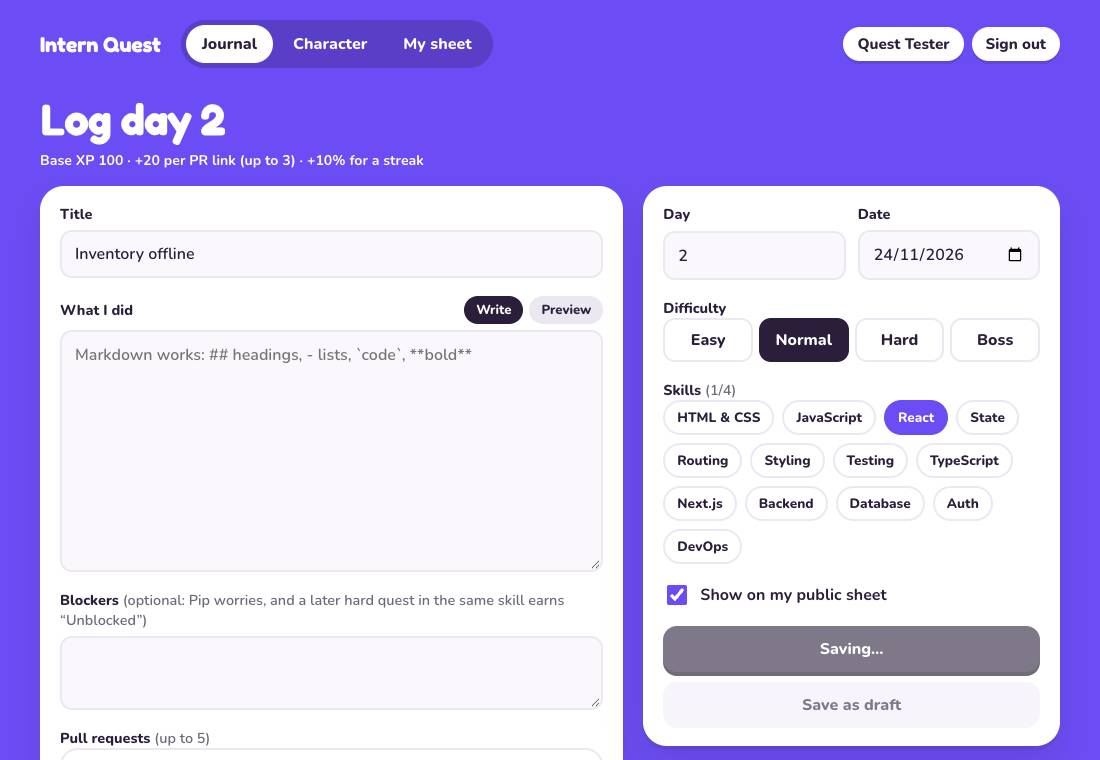 Intern Quest
Journal
Character
My sheet
Quest Tester
Sign out
Log day 2
Base XP 100 · +20 per PR link (up to 3) · +10% for a streak
Title
Inventory offline
What I did
Write
Preview
Markdown works: ## headings, - lists, `code`, **bold**
Blockers (optional: Pip worries, and a later hard quest in the same skill earns
“Unblocked”)
Pull requests (up to 5)
Day
Date
2
24/11/2026
Difficulty
Easy
Normal
Hard
Boss
Skills (1/4)
HTML & CSS
JavaScript
React
State
Routing
Styling
Testing
TypeScript
Next.js
Backend
Database
Auth
DevOps
Show on my public sheet
Saving...
Save as draft